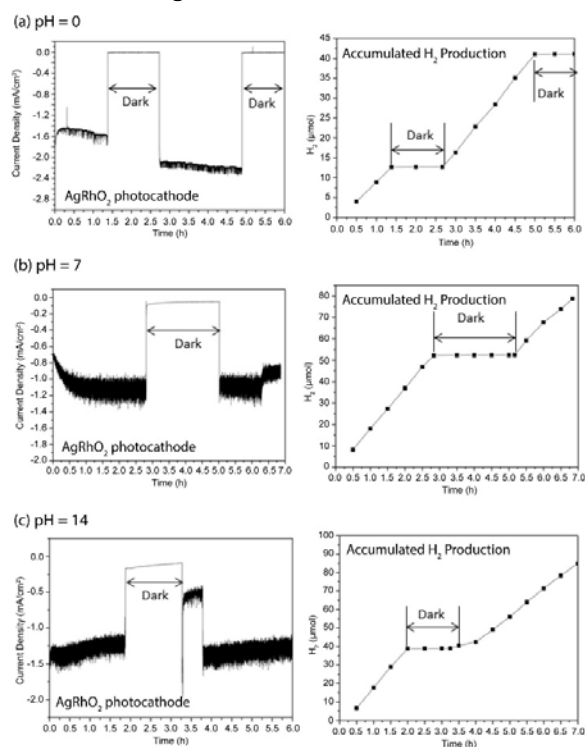 (a) pH = 0
Current Density (mA/cm²)
0.0
-0.4
-0.8
-1.2
-1.6
-2.0
-2.4
-2.8
Dark
Dark
AgRhO₂ photocathode
0.0 0.5 1.0 1.5 2.0 2.5 3.0 3.5 4.0 4.5 5.0 5.5 6.0
Time (h)
Accumulated H₂ Production
H₂ (μmol)
45
40
35
30
25
20
15
10
5
0
Dark
Dark
0.0 0.5 1.0 1.5 2.0 2.5 3.0 3.5 4.0 4.5 5.0 5.5 6.0
Time (h)
(b) pH = 7
Current Density (mA/cm²)
0.0
-0.2
-0.4
-0.6
-0.8
-1.0
-1.2
-1.4
-1.6
-1.8
-2.0
Dark
AgRhO₂ photocathode
0.0 0.5 1.0 1.5 2.0 2.5 3.0 3.5 4.0 4.5 5.0 5.5 6.0 6.5 7.0
Time (h)
Accumulated H₂ Production
H₂ (μmol)
80
70
60
50
40
30
20
10
0
Dark
0.0 0.5 1.0 1.5 2.0 2.5 3.0 3.5 4.0 4.5 5.0 5.5 6.0 6.5 7.0
Time (h)
(c) pH = 14
Current Density (mA/cm²)
0.0
-0.5
-1.0
-1.5
-2.0
Dark
AgRhO₂ photocathode
0.0 0.5 1.0 1.5 2.0 2.5 3.0 3.5 4.0 4.5 5.0 5.5 6.0
Time (h)
Accumulated H₂ Production
H₂ (μmol)
100
90
80
70
60
50
40
30
20
10
0
Dark
0.0 0.5 1.0 1.5 2.0 2.5 3.0 3.5 4.0 4.5 5.0 5.5 6.0 6.5 7.0
Time (h)